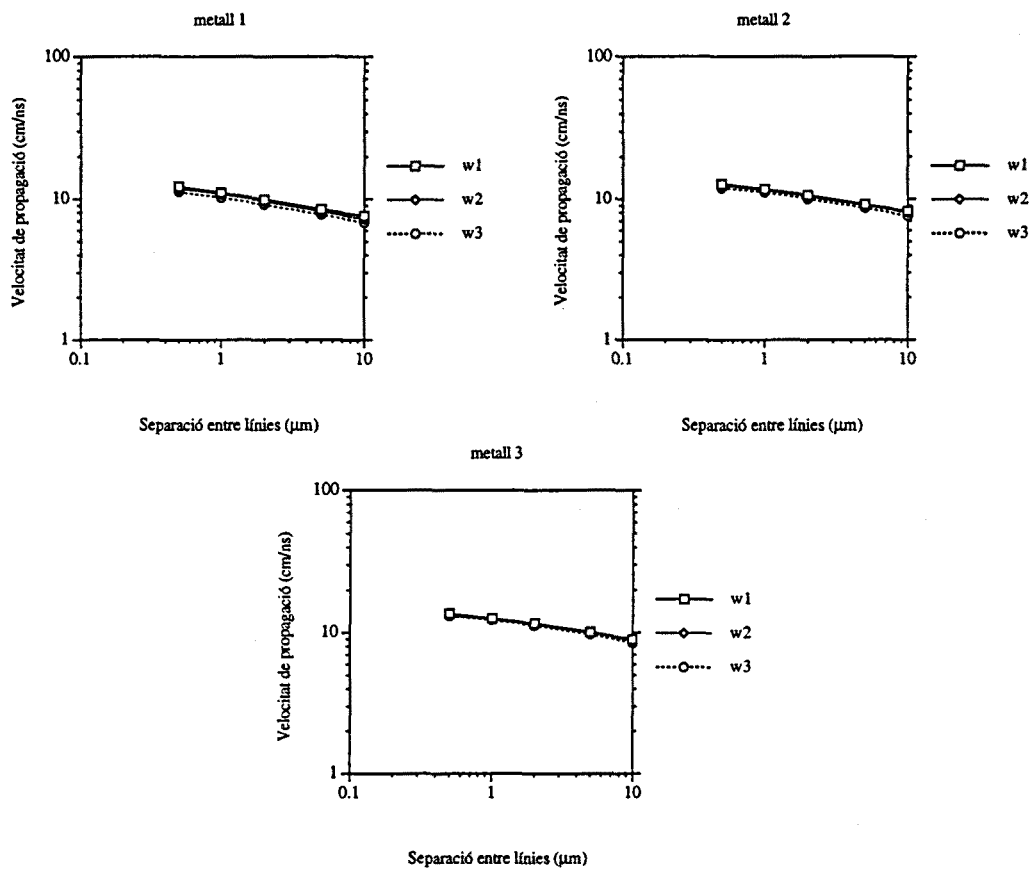 metall 1
100
10
1
0.1
1
10
Velocitat de propagació (cm/ns)
Separació entre línies (μm)
w1
w2
w3
metall 2
100
10
1
0.1
1
10
Velocitat de propagació (cm/ns)
Separació entre línies (μm)
w1
w2
w3
metall 3
100
10
1
0.1
1
10
Velocitat de propagació (cm/ns)
Separació entre línies (μm)
w1
w2
w3